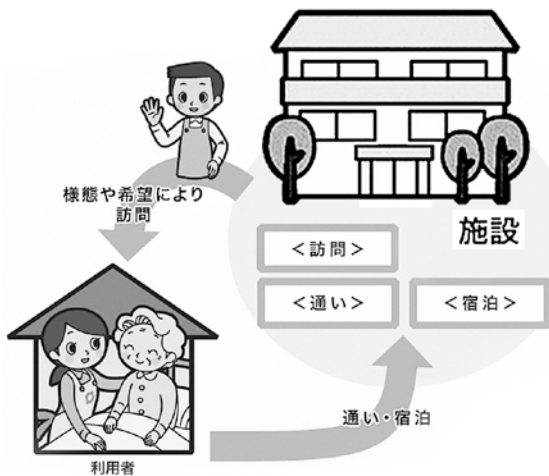 様態や希望により
訪問
施設
<訪問>
<通い>
<宿泊>
通い・宿泊
利用者